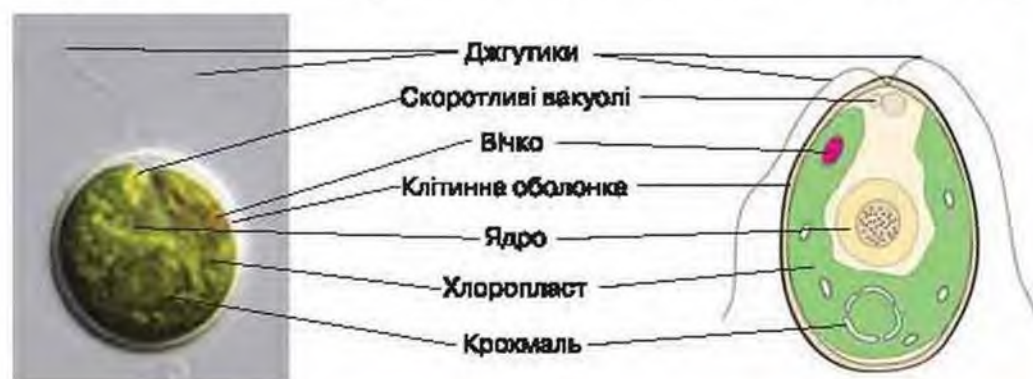 Джгутики
Скоротливі вакуолі
Вічко
Клітинна оболонка
Ядро
Хлоропласт
Крохмаль